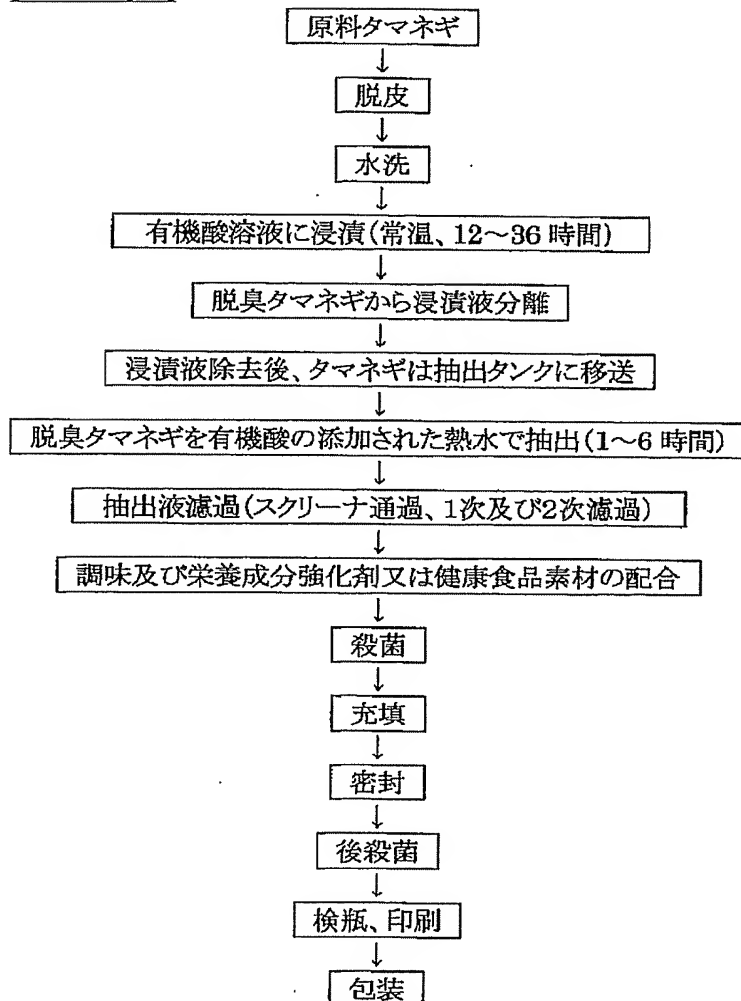 原料タマネギ
↓
脱皮
↓
水洗
↓
有機酸溶液に浸漬(常温、12～36時間)
↓
脱臭タマネギから浸漬液分離
↓
浸漬液除去後、タマネギは抽出タンクに移送
↓
脱臭タマネギを有機酸の添加された熱水で抽出(1～6時間)
↓
抽出液濾過(スクリーナ通過、1次及び2次濾過)
↓
調味及び栄養成分強化剤又は健康食品素材の配合
↓
殺菌
↓
充填
↓
密封
↓
後殺菌
↓
検瓶、印刷
↓
包装